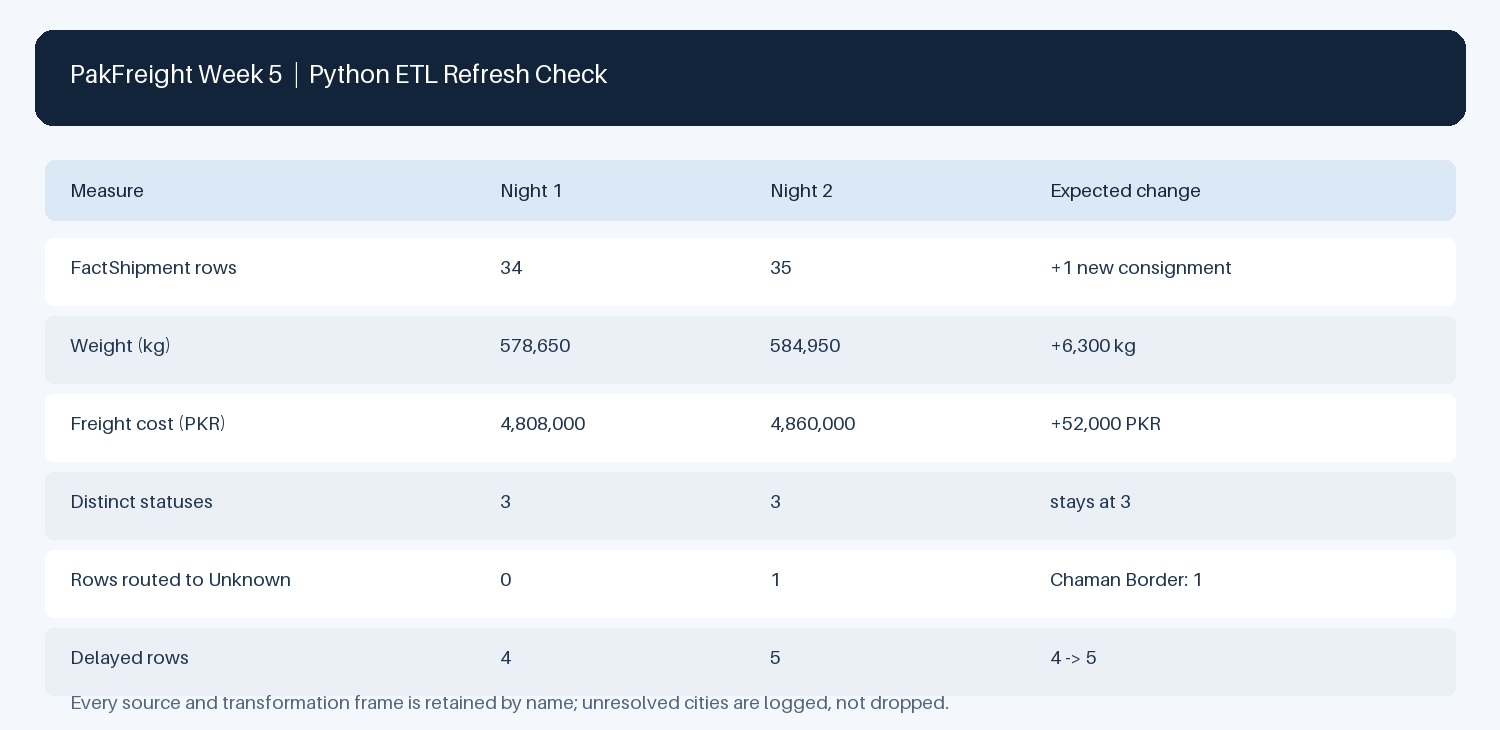 PakFreight Week 5 | Python ETL Refresh Check
Measure Night 1 Night 2 Expected change
FactShipment rows 34 35 +1 new consignment
Weight (kg) 578,650 584,950 +6,300 kg
Freight cost (PKR) 4,808,000 4,860,000 +52,000 PKR
Distinct statuses 3 3 stays at 3
Rows routed to Unknown 0 1 Chaman Border: 1
Delayed rows 4 5 4 -> 5
Every source and transformation frame is retained by name; unresolved cities are logged, not dropped.